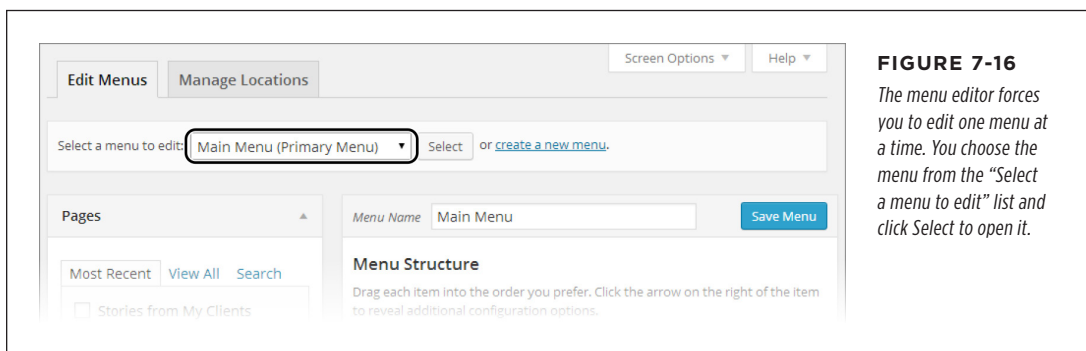 Screen Options ▼ Help ▼
Edit Menus Manage Locations
Select a menu to edit: Main Menu (Primary Menu) ▼ Select or create a new menu.
Pages ▲
Most Recent View All Search
Stories from My Clients
Menu Name Main Menu Save Menu
Menu Structure
Drag each item into the order you prefer. Click the arrow on the right of the item
to reveal additional configuration options.
FIGURE 7-16
The menu editor forces
you to edit one menu at
a time. You choose the
menu from the “Select
a menu to edit” list and
click Select to open it.